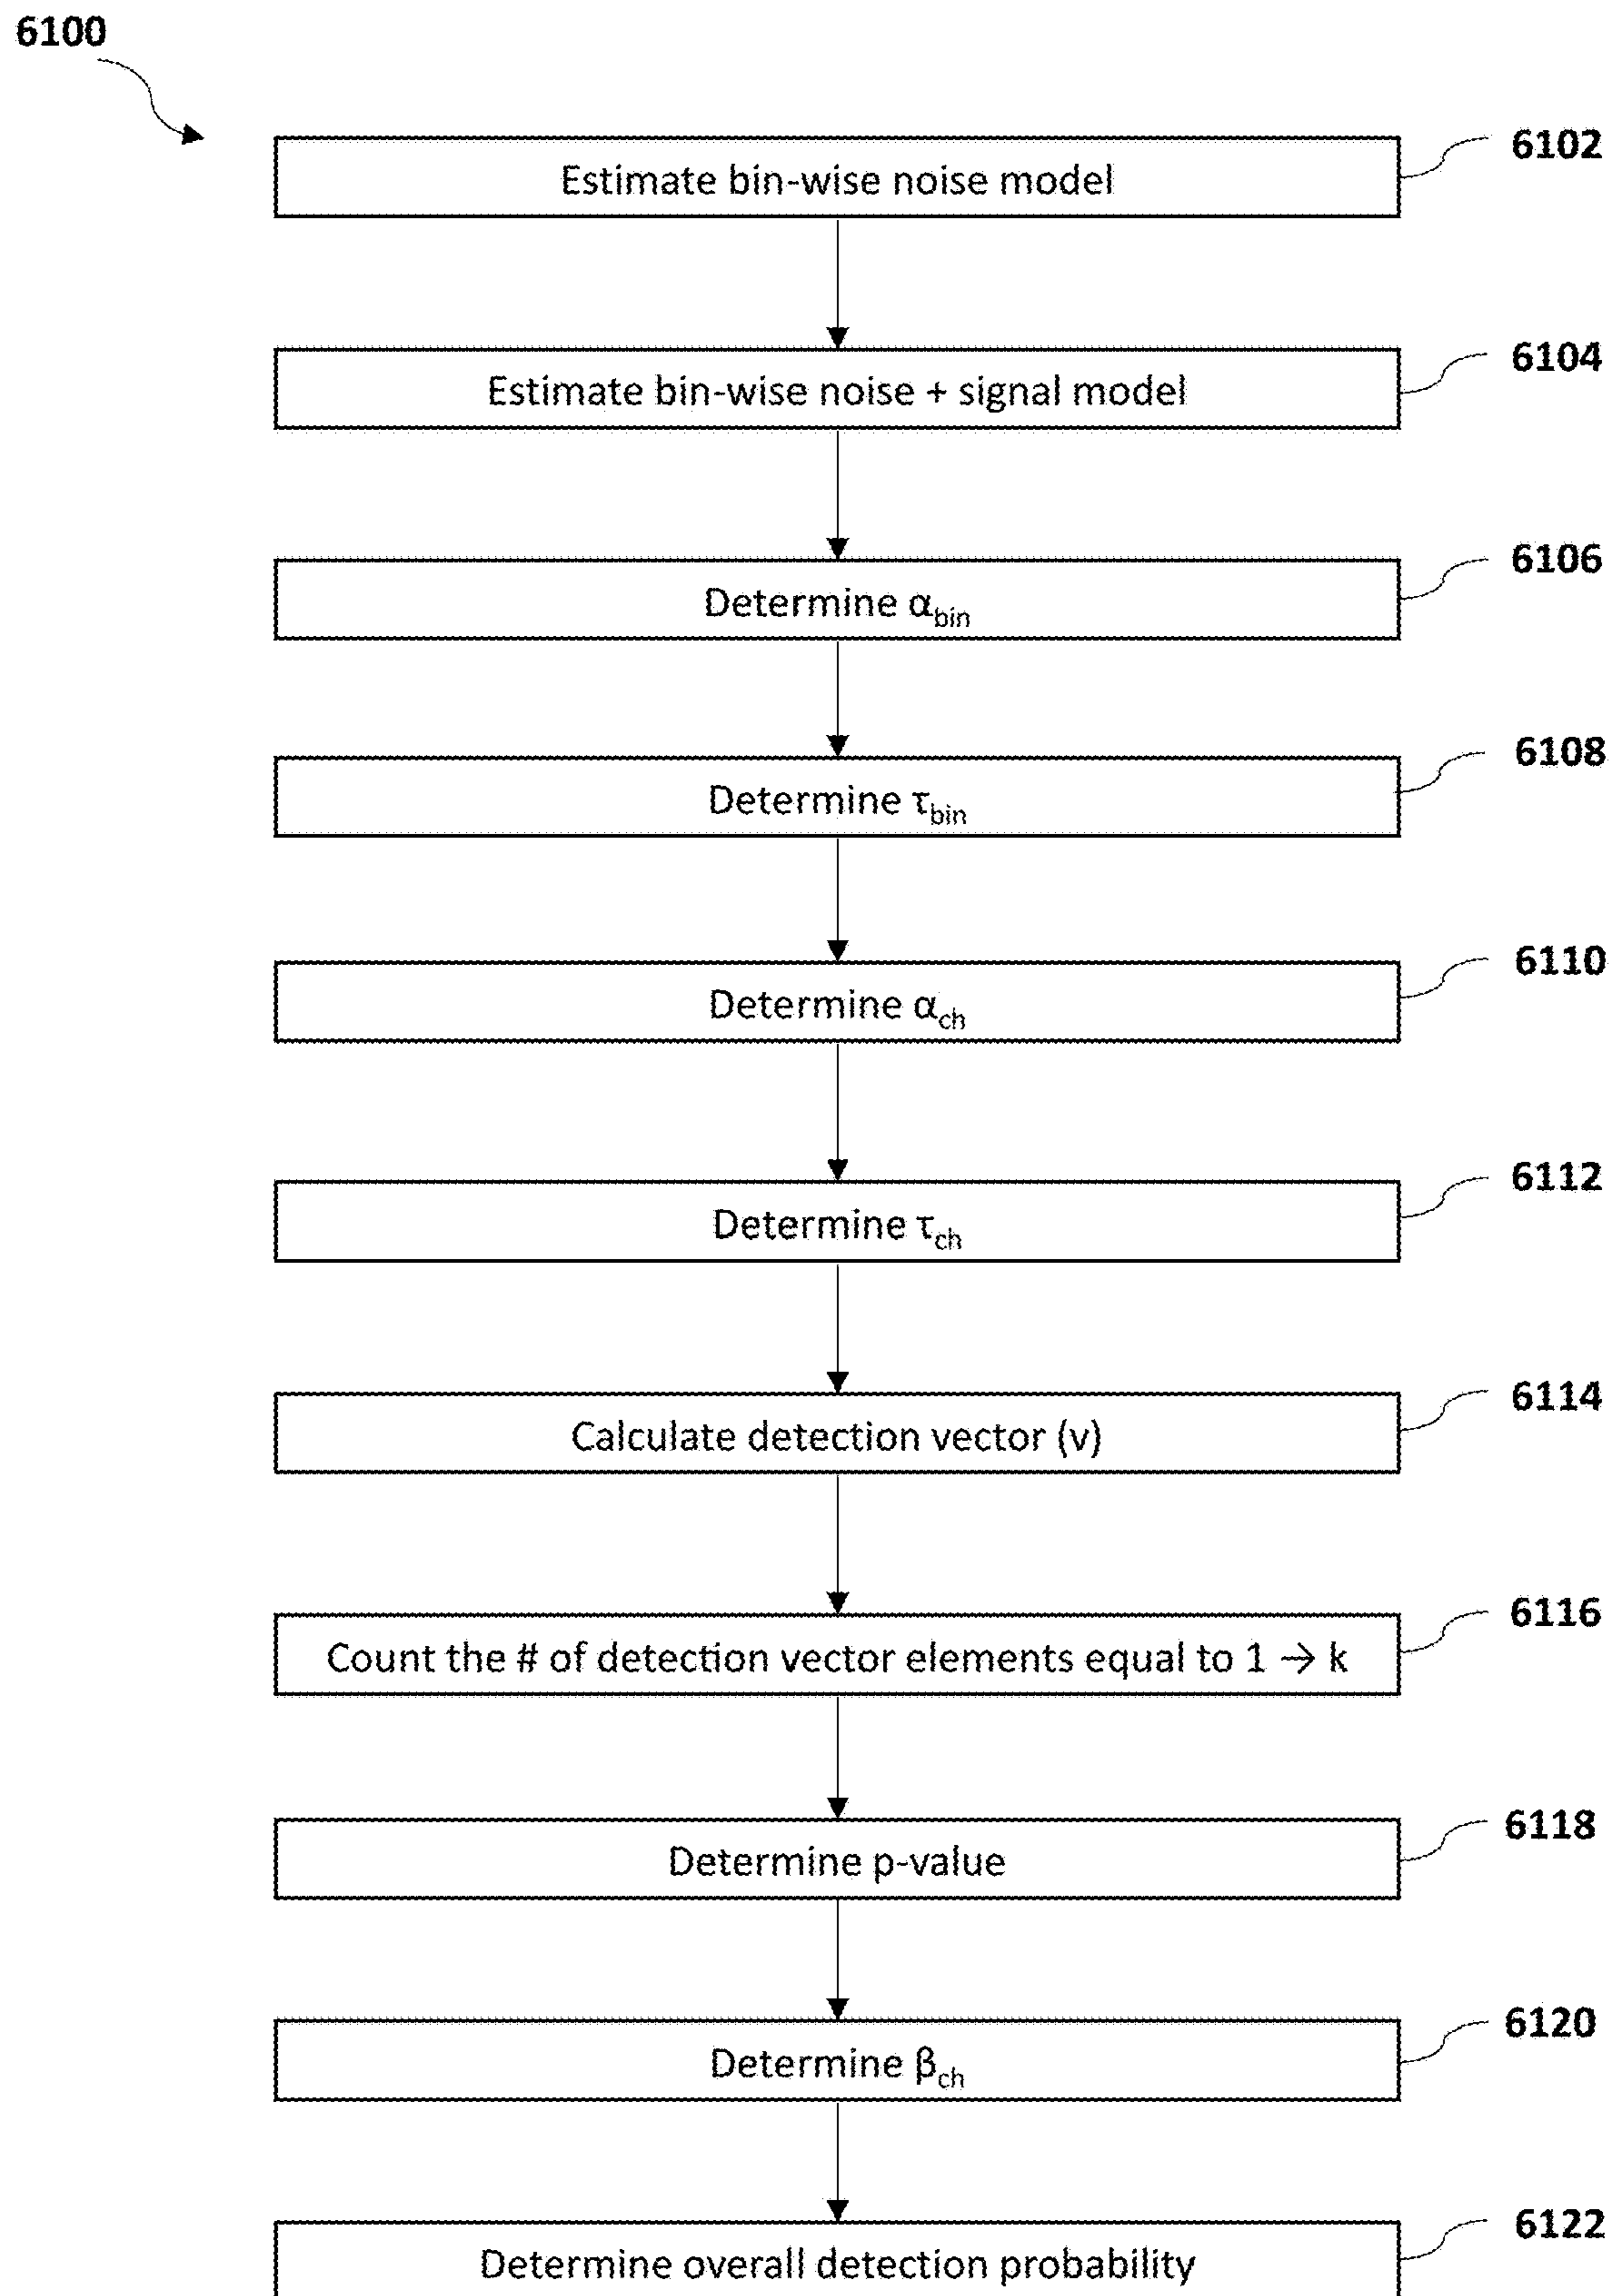 6100
6102
Estimate bin-wise noise model
6104
Estimate bin-wise noise + signal model
6106
Determine αbin
6108
Determine τbin
6110
Determine αch
6112
Determine τch
6114
Calculate detection vector (v)
6116
Count the # of detection vector elements equal to 1 → k
6118
Determine p-value
6120
Determine βch
6122
Determine overall detection probability